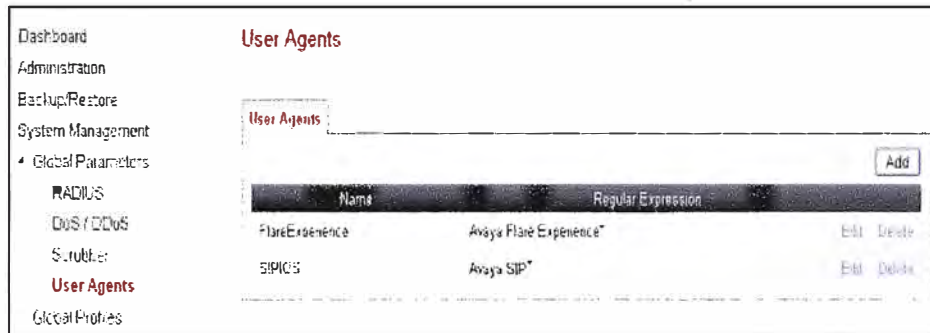 Dashboard
Administration
Backup/Restore
System Management
Global Parameters
RADIUS
DoS / DDoS
Scrubber
User Agents
Global Profiles
User Agents
User Agents
Add
Name Regular Expression
FlareExperience Avaya Flare Experience* Edit Delete
SIPIOS Avaya SIP* Edit Delete